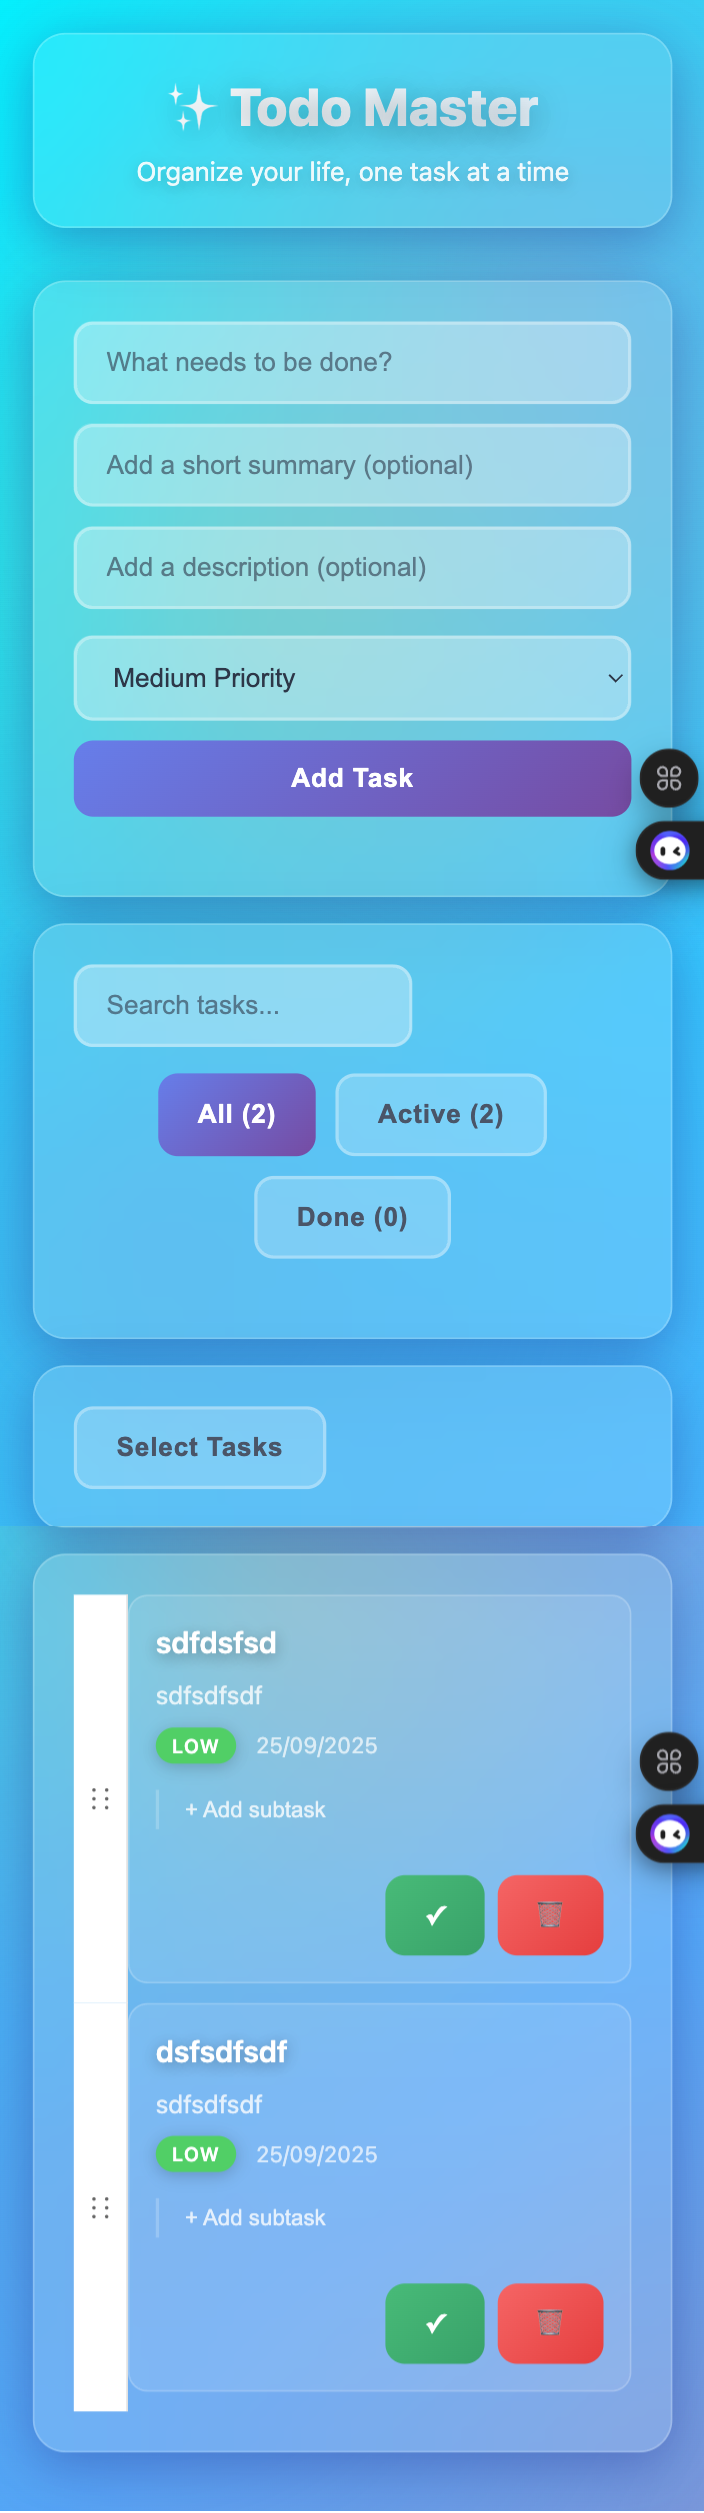 ✨ Todo Master
Organize your life, one task at a time
What needs to be done?
Add a short summary (optional)
Add a description (optional)
Medium Priority
Add Task
Search tasks...
All (2)
Active (2)
Done (0)
Select Tasks
sdfdsfsd
sdfsdfsdf
LOW 25/09/2025
+ Add subtask
dsfsdfsdf
sdfsdfsdf
LOW 25/09/2025
+ Add subtask